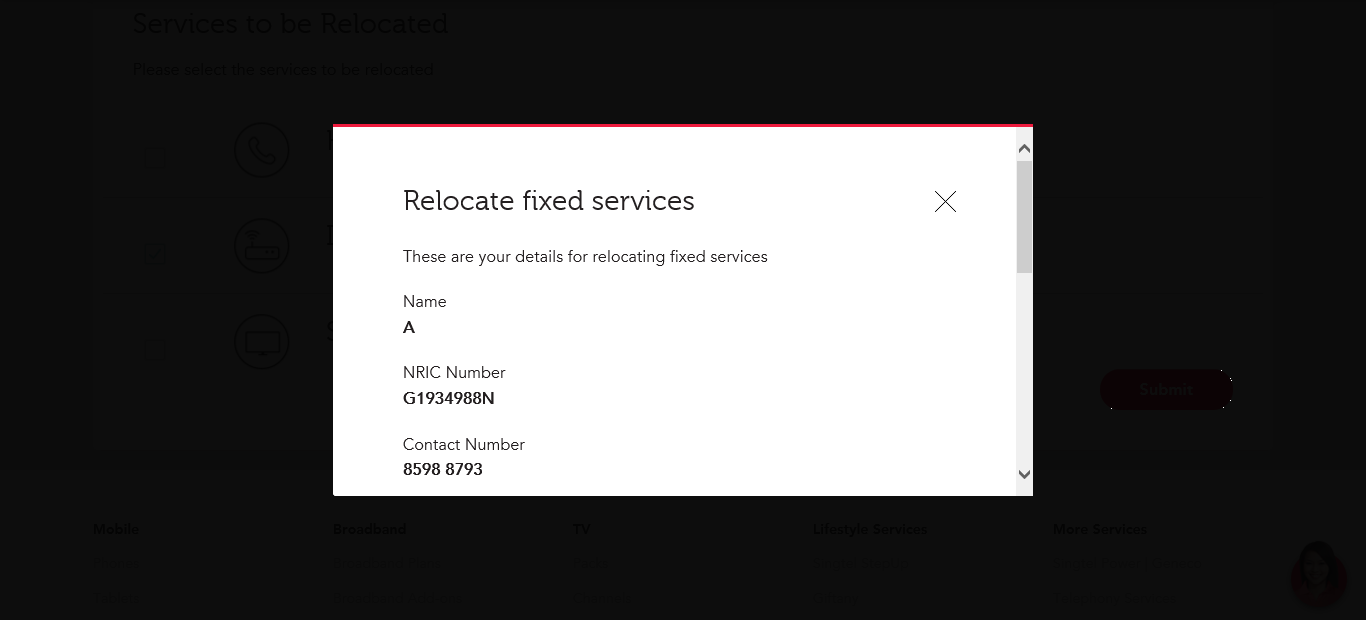 Services to be Relocated
Please select the services to be relocated
Relocate fixed services
These are your details for relocating fixed services
Name
A
NRIC Number
G1934988N
Contact Number
8598 8793
Submit
Mobile
Broadband
TV
Lifestyle Services
More Services